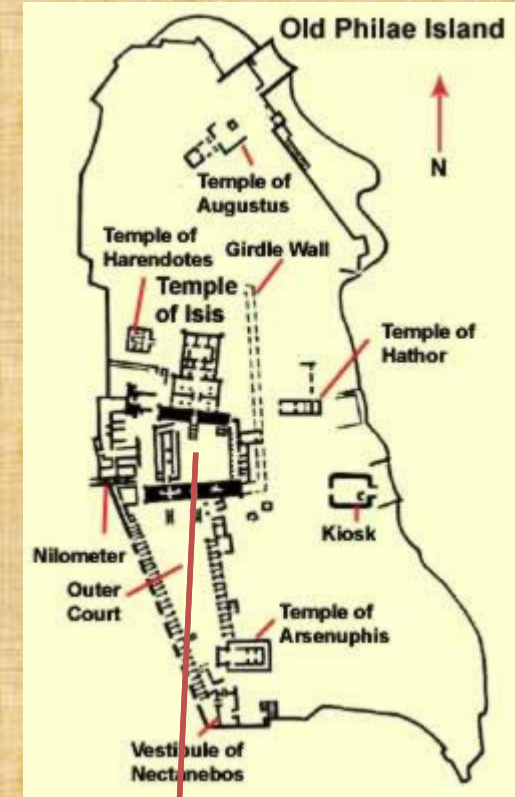 Old Philae Island
N
Temple of
Augustus
Temple of
Harendotes
Girdle Wall
Temple
of Isis
Temple of
Hathor
Kiosk
Nilometer
Outer
Court
Temple of
Arsenuphis
Vestibule of
Nectanebos